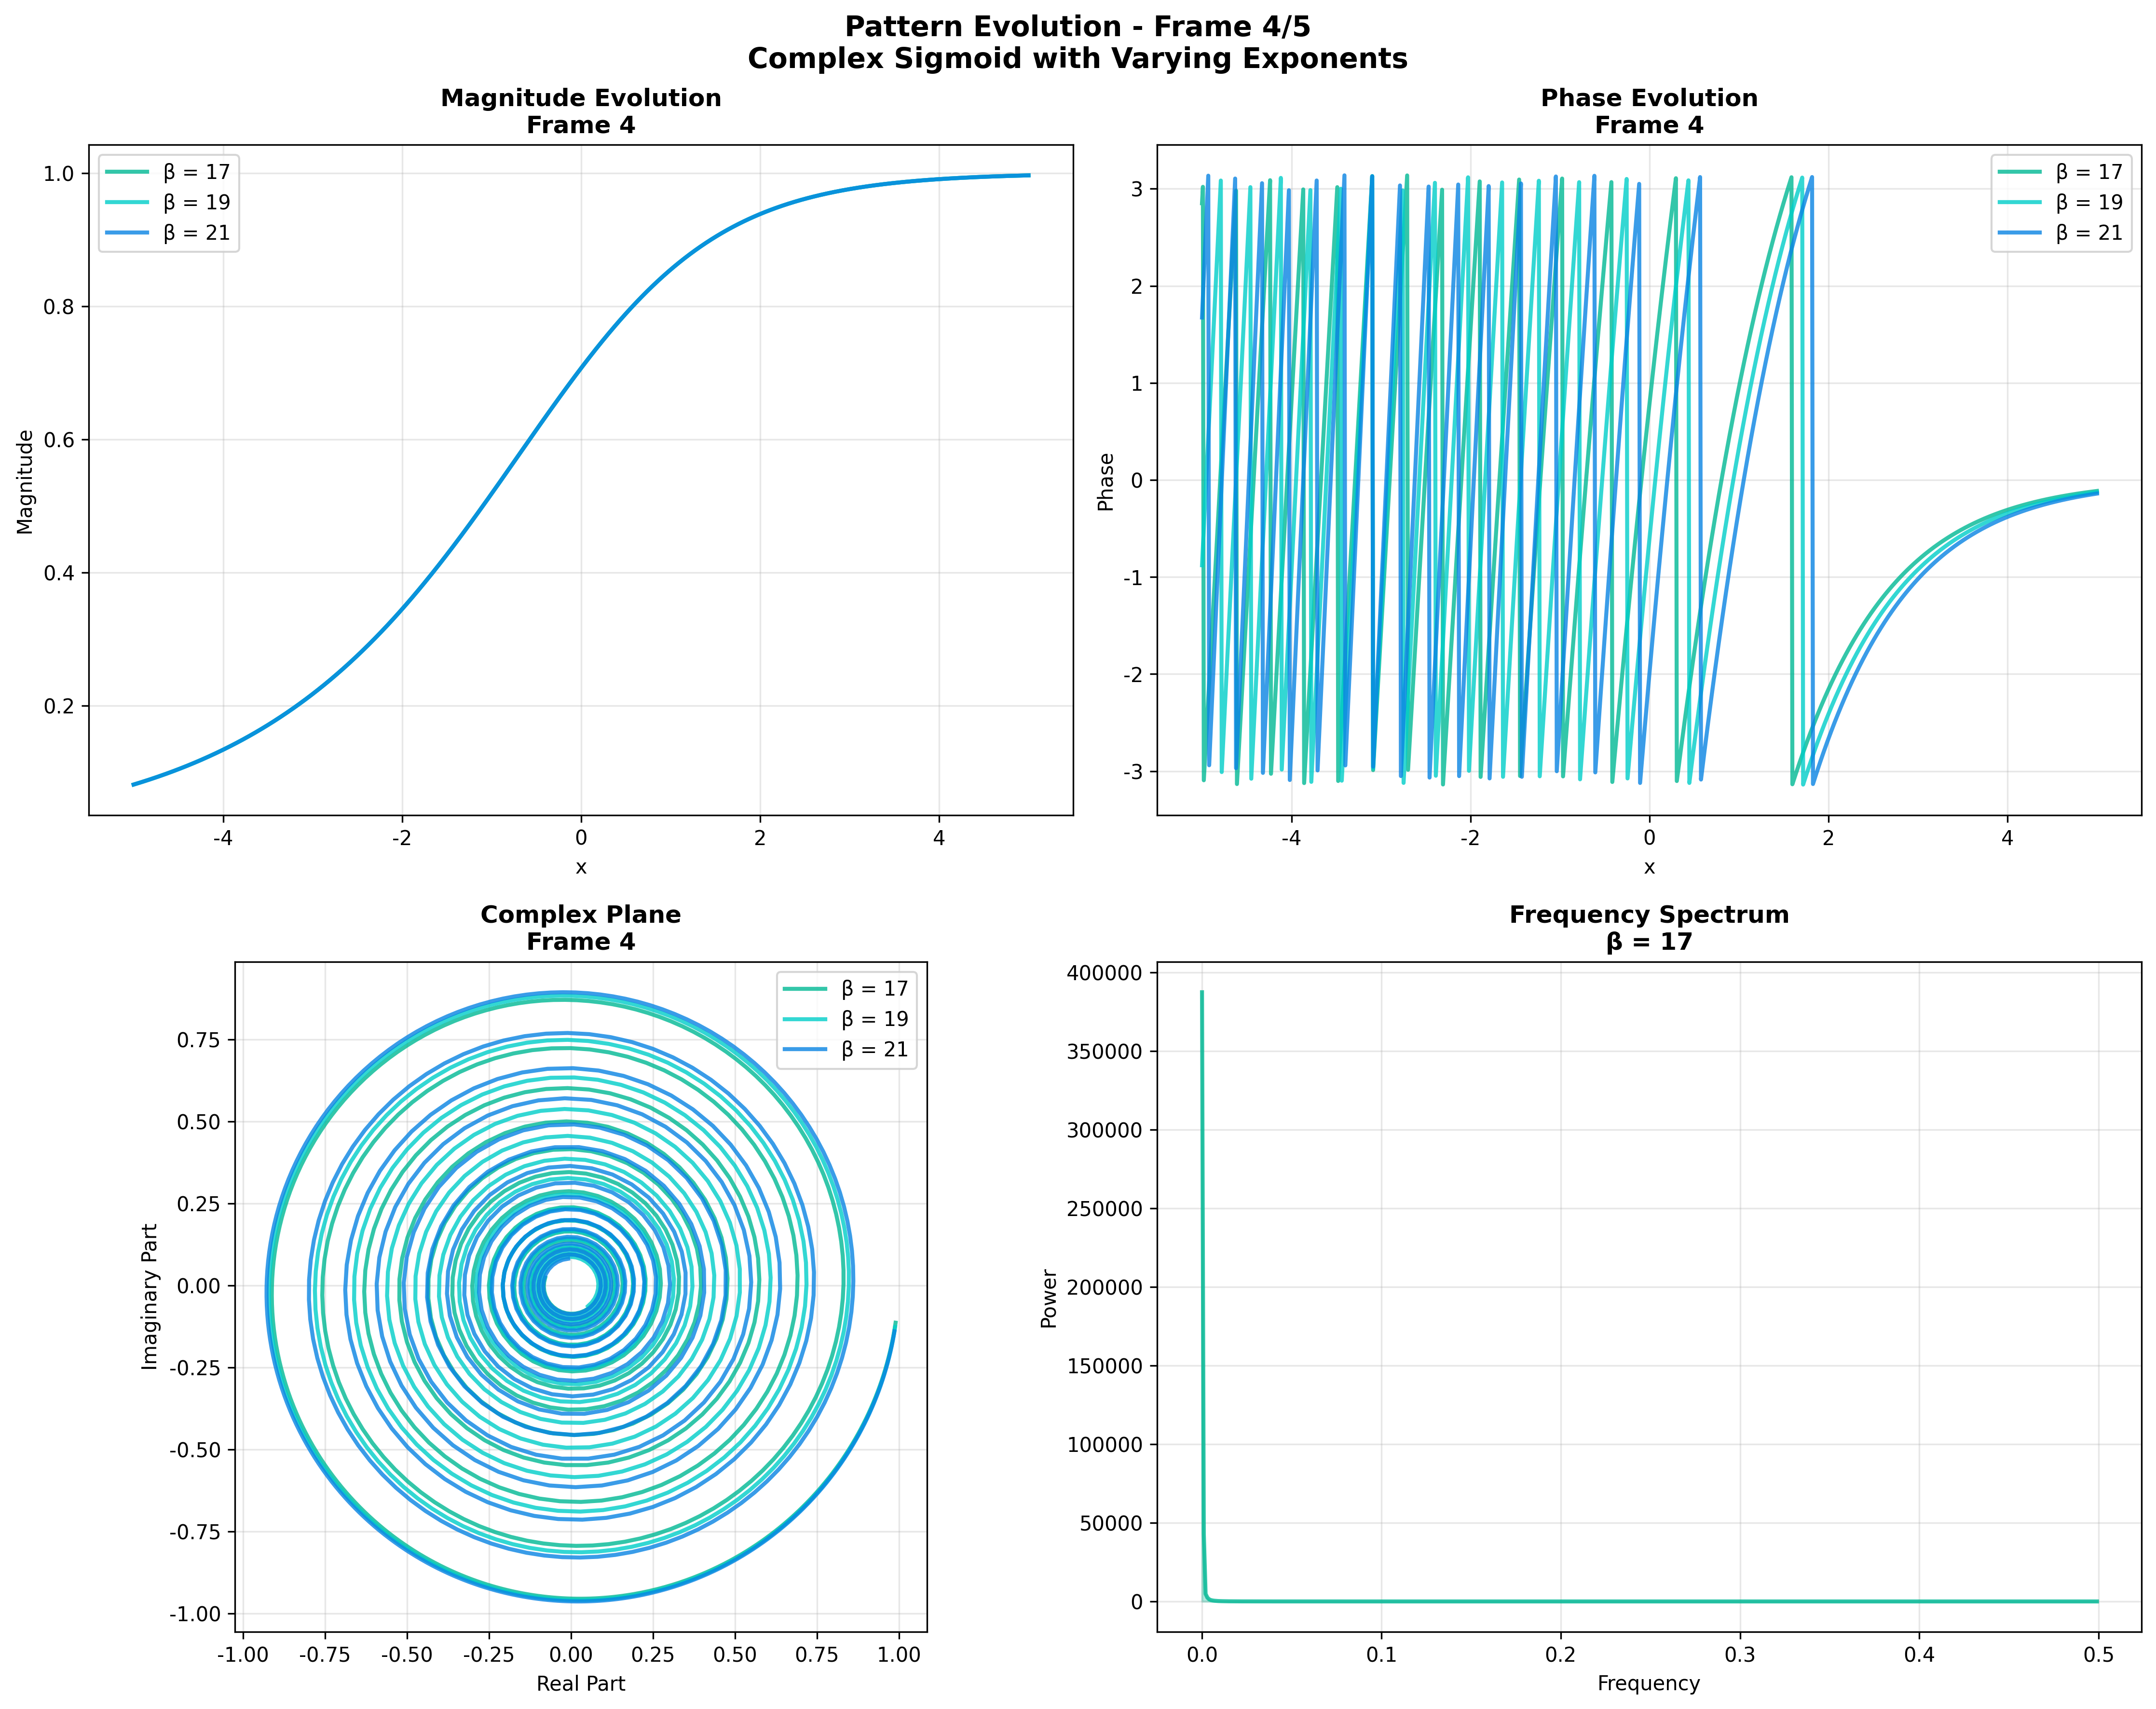 Pattern Evolution - Frame 4/5
Complex Sigmoid with Varying Exponents
Magnitude Evolution
Frame 4
1.0
0.8
0.6
0.4
0.2
Magnitude
β = 17
β = 19
β = 21
-4
-2
0
2
4
x
Phase Evolution
Frame 4
3
2
1
0
-1
-2
-3
Phase
β = 17
β = 19
β = 21
-4
-2
0
2
4
x
Complex Plane
Frame 4
0.75
0.50
0.25
0.00
-0.25
-0.50
-0.75
-1.00
Imaginary Part
β = 17
β = 19
β = 21
-1.00
-0.75
-0.50
-0.25
0.00
0.25
0.50
0.75
1.00
Real Part
Frequency Spectrum
β = 17
400000
350000
300000
250000
200000
150000
100000
50000
0
Power
0.0
0.1
0.2
0.3
0.4
0.5
Frequency